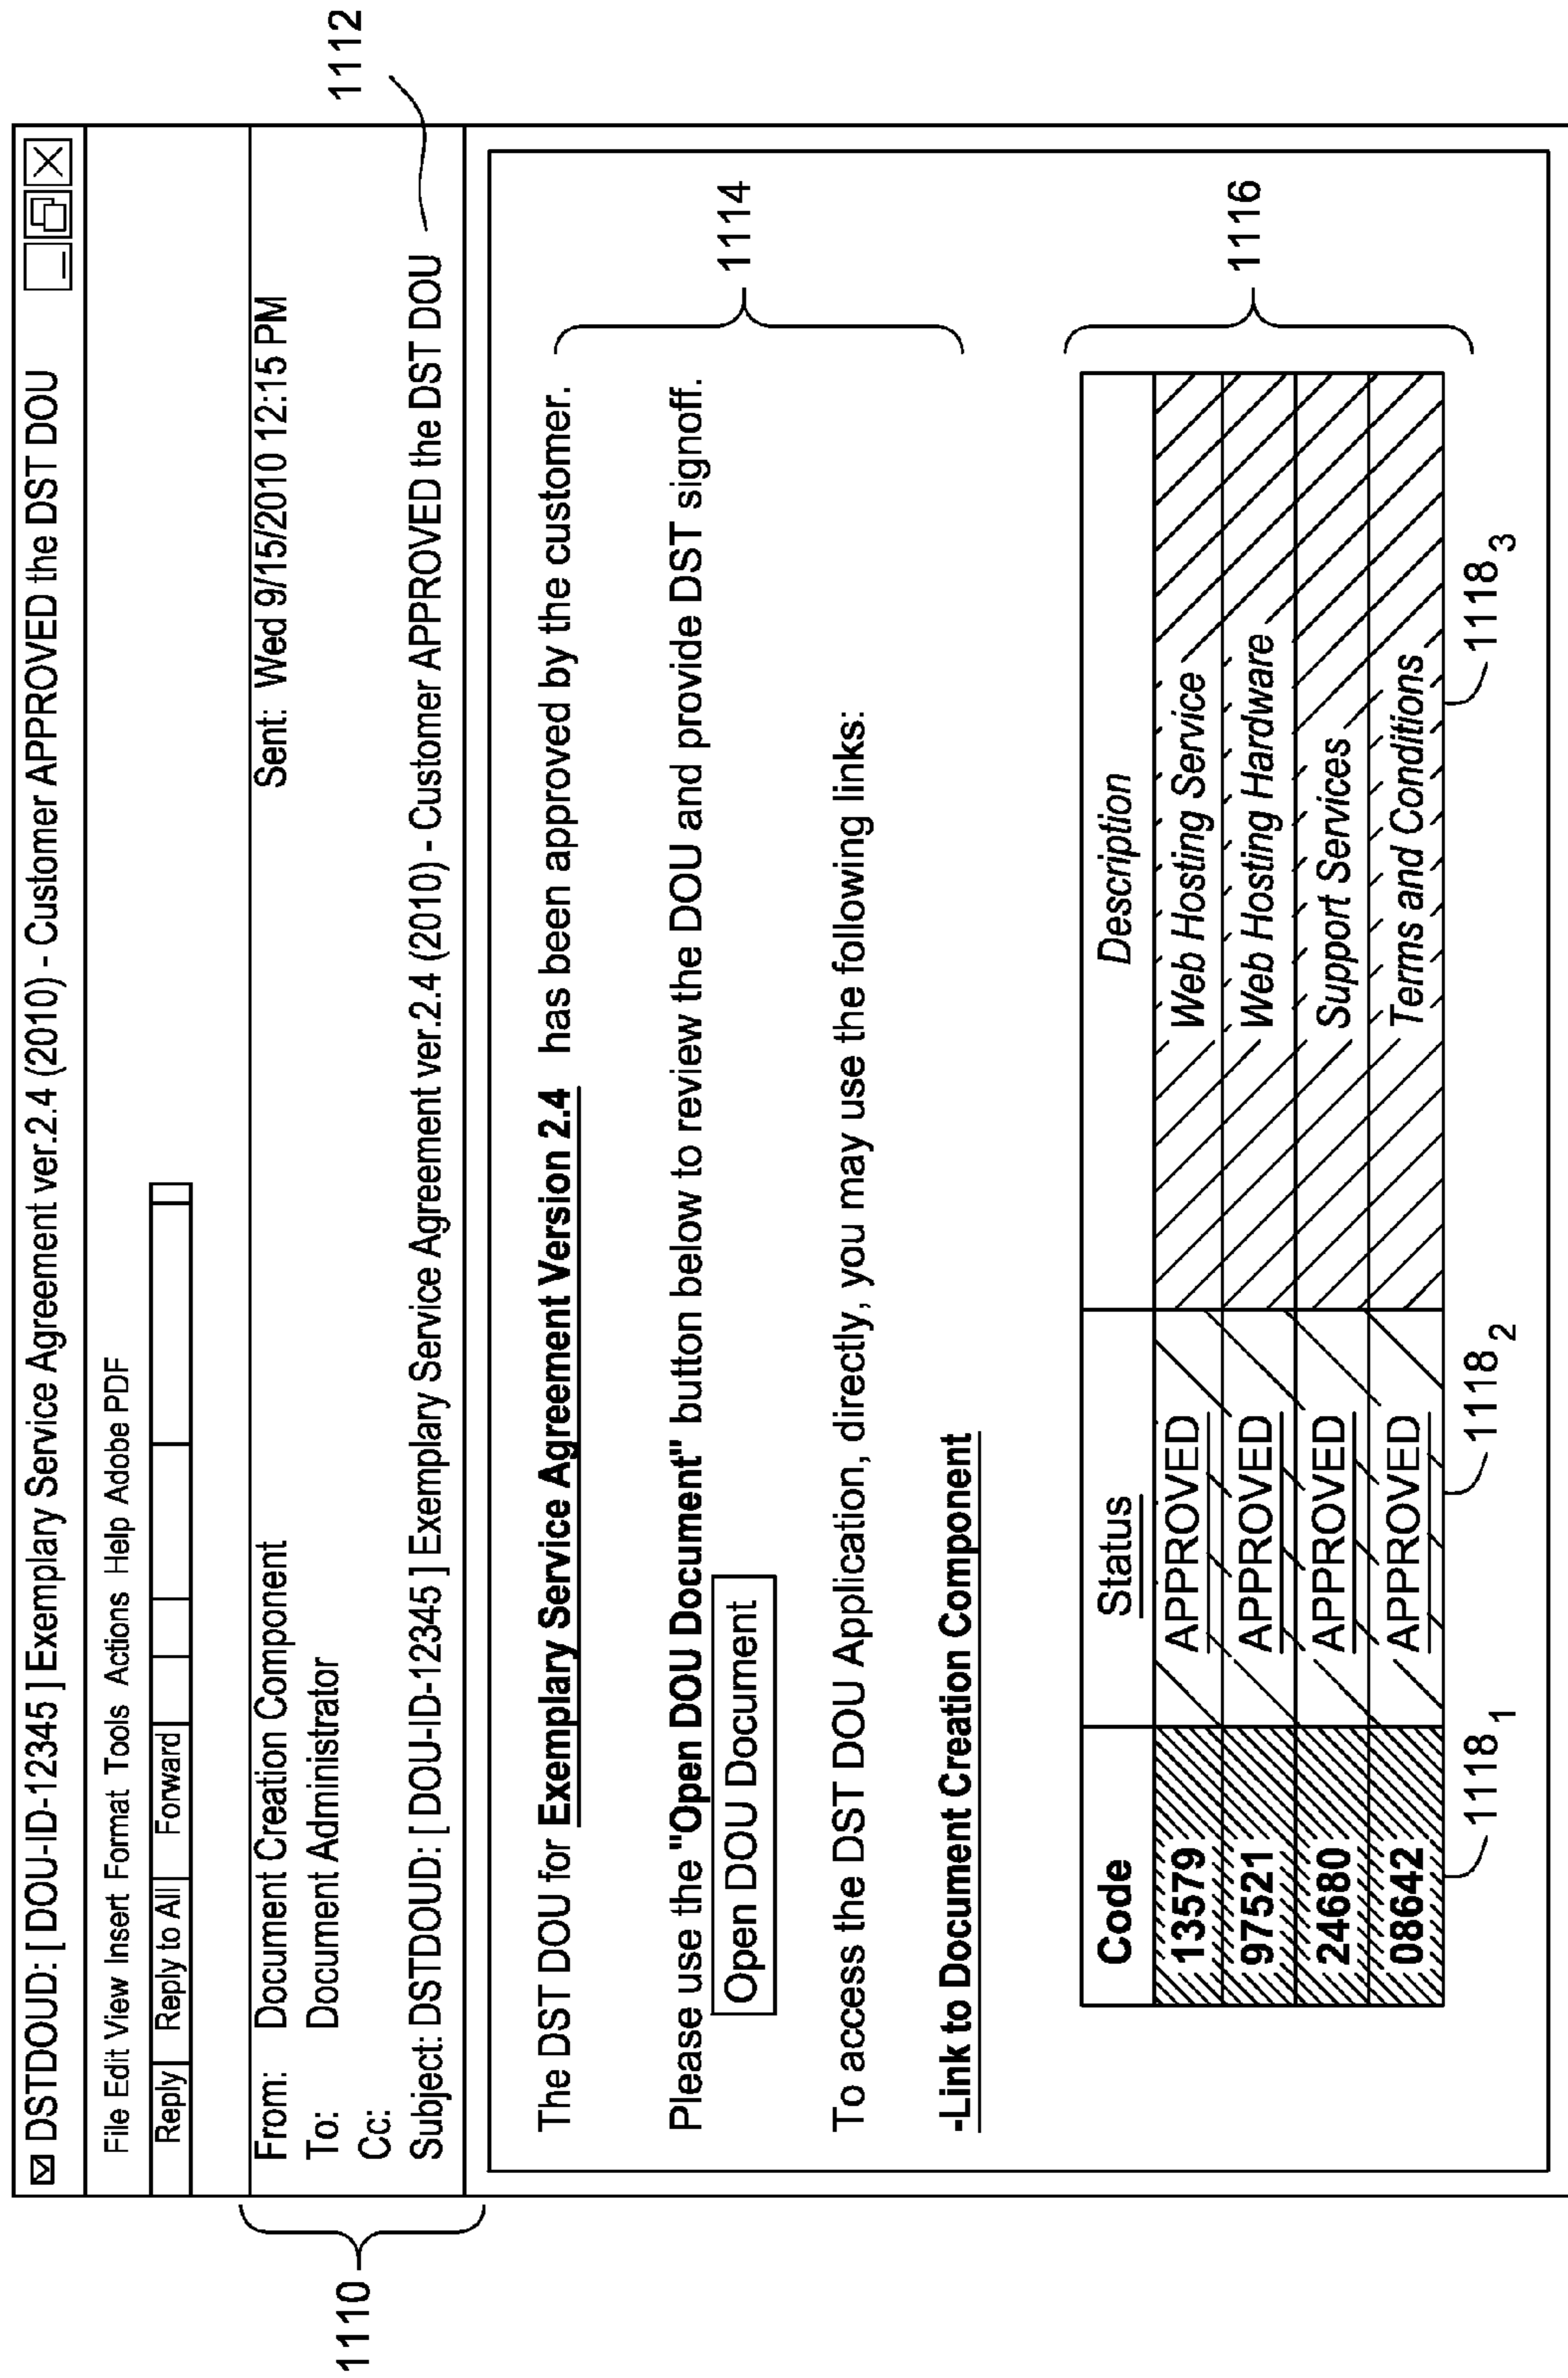 DSTDOUD: [ DOU-ID-12345 ] Exemplary Service Agreement ver.2.4 (2010) - Customer APPROVED the DST DOU
File Edit View Insert Format Tools Actions Help Adobe PDF
Reply Reply to All Forward
From: Document Creation Component Sent: Wed 9/15/2010 12:15 PM
To: Document Administrator
Cc:
Subject: DSTDOUD: [ DOU-ID-12345 ] Exemplary Service Agreement ver.2.4 (2010) - Customer APPROVED the DST DOU
1110
1112
The DST DOU for Exemplary Service Agreement Version 2.4 has been approved by the customer.
Please use the "Open DOU Document" button below to review the DOU and provide DST signoff.
Open DOU Document
To access the DST DOU Application, directly, you may use the following links:
-Link to Document Creation Component
1114
Code Status Description
13579 APPROVED Web Hosting Service
97521 APPROVED Web Hosting Hardware
24680 APPROVED Support Services
08642 APPROVED Terms and Conditions
1116
1118 1 1118 2 1118 3